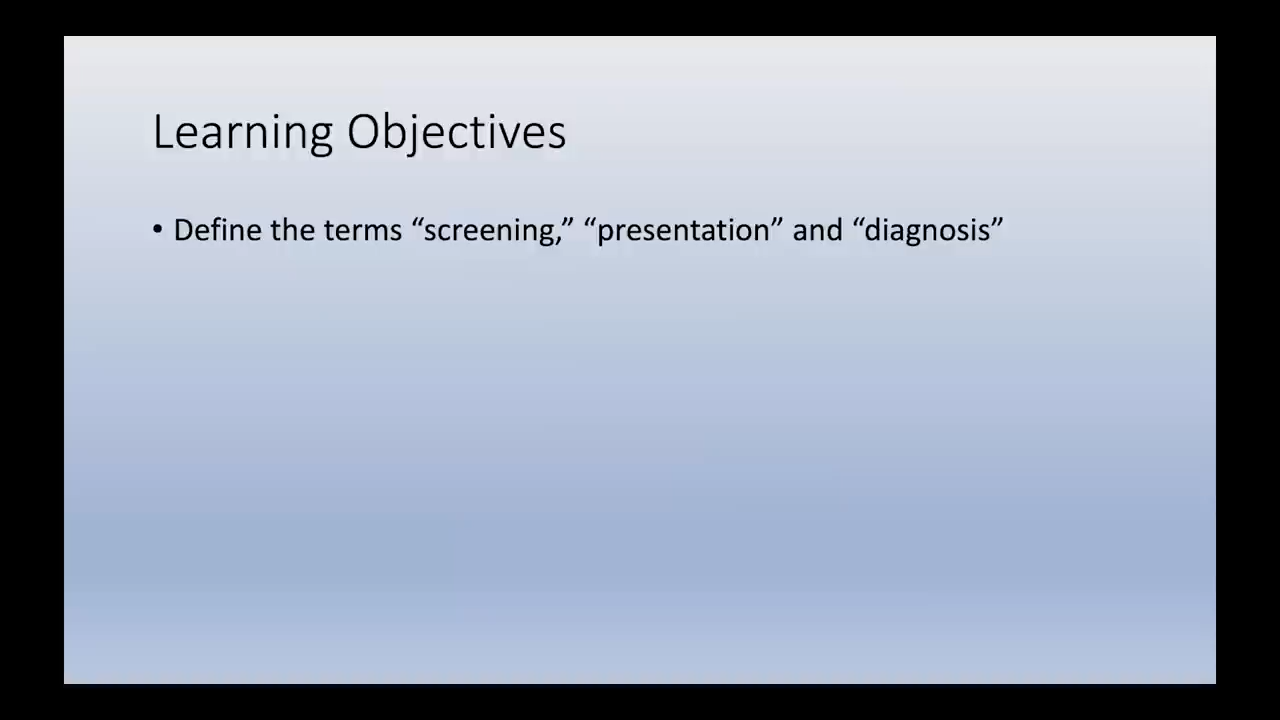 Learning Objectives
• Define the terms “screening,” “presentation” and “diagnosis”